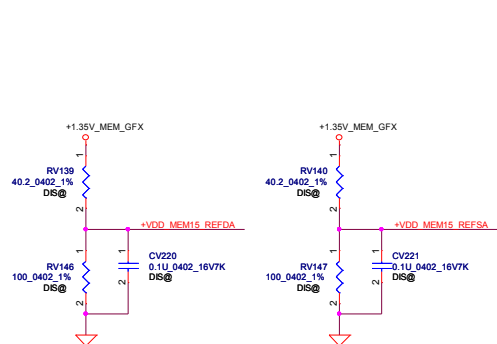 +1.35V_MEM_GFX
1
RV139
40.2_0402_1%
DIS@
2
+VDD_MEM15_REFDA
1
RV146
100_0402_1%
DIS@
2
1
CV220
0.1U_0402_16V7K
DIS@
2
+1.35V_MEM_GFX
1
RV140
40.2_0402_1%
DIS@
2
+VDD_MEM15_REFSA
1
RV147
100_0402_1%
DIS@
2
1
CV221
0.1U_0402_16V7K
DIS@
2